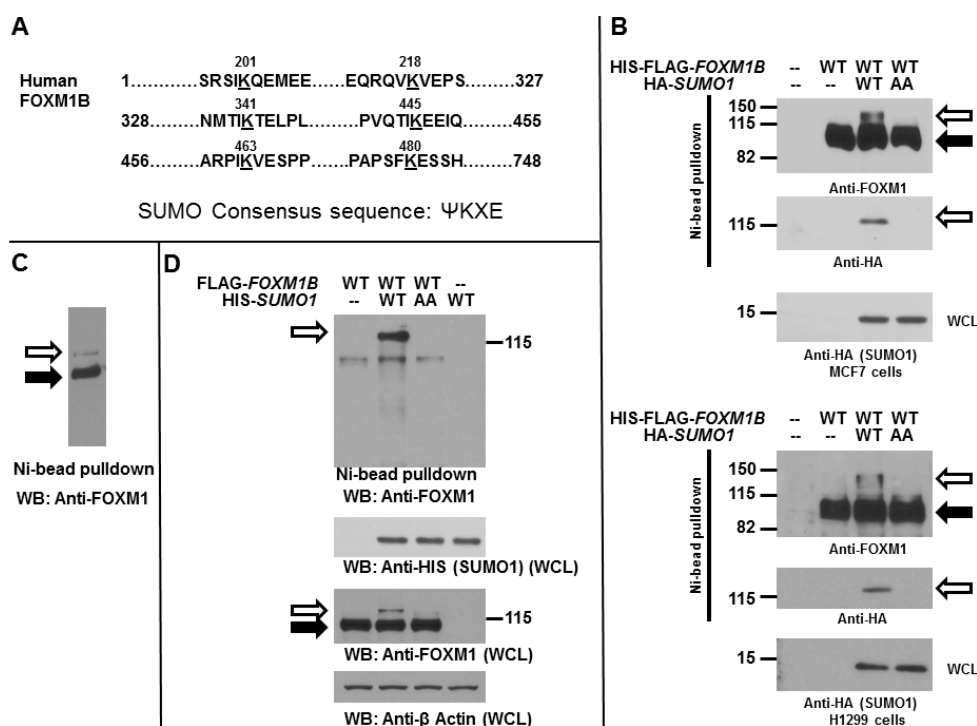 A
201 218
Human 1............SRSIKQEMEE EQRQVKVEPS.......327
FOXM1B
341 445
328..........NMTIKTELPL, PVQTIKEEIQ........455
463 480
456..........ARPIKVESPP ......PAPSFKESSH........748
SUMO Consensus sequence: ΨKXE
B
HIS-FLAG-FOXM1B -- WT WT WT
HA-SUMO1 -- -- WT AA
150
115
82
Anti-FOXM1
Ni-bead pulldown
115
Anti-HA
15
WCL
Anti-HA (SUMO1)
MCF7 cells
HIS-FLAG-FOXM1B -- WT WT WT
HA-SUMO1 -- -- WT AA
150
115
82
Anti-FOXM1
Ni-bead pulldown
115
Anti-HA
15
WCL
Anti-HA (SUMO1)
H1299 cells
C
Ni-bead pulldown
WB: Anti-FOXM1
D
FLAG-FOXM1B WT WT WT --
HIS-SUMO1 -- WT AA WT
115
Ni-bead pulldown
WB: Anti-FOXM1
WB: Anti-HIS (SUMO1) (WCL)
115
WB: Anti-FOXM1 (WCL)
WB: Anti-β Actin (WCL)